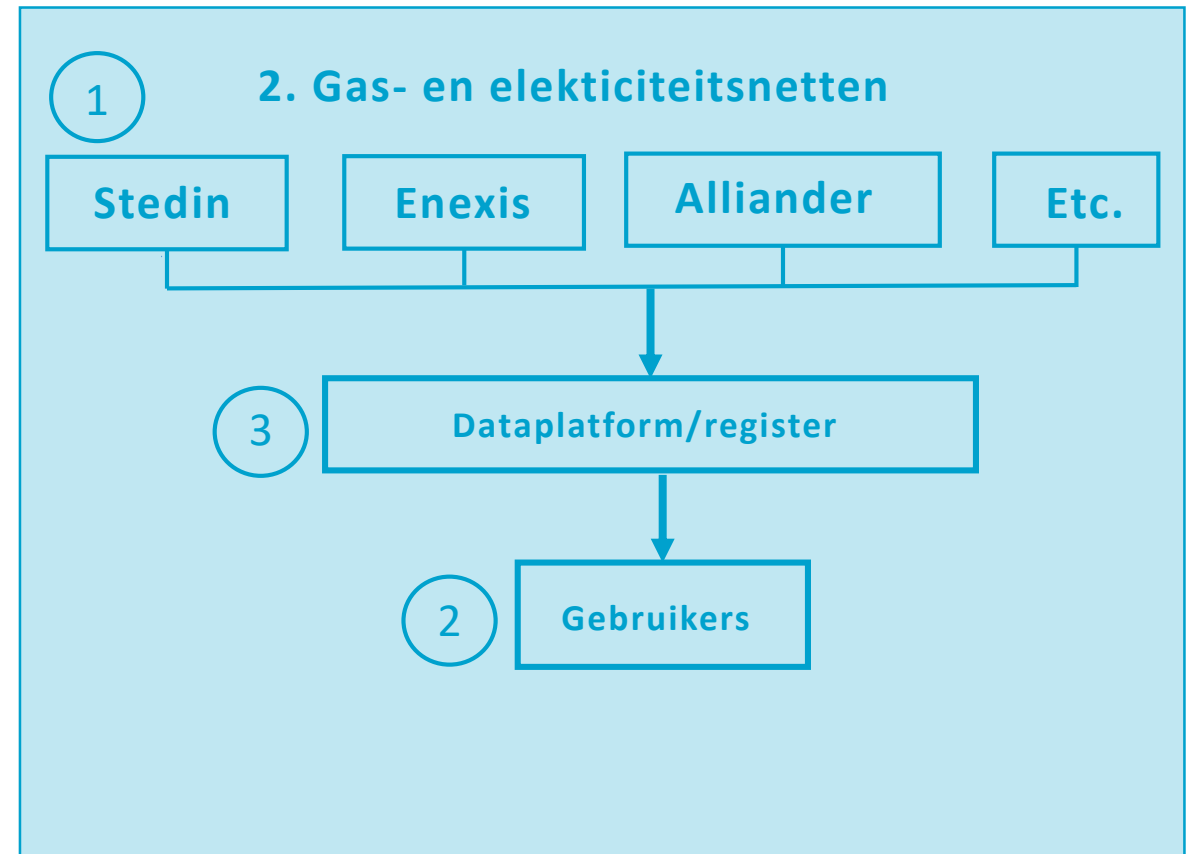 1
2. Gas- en elekticiteitsnetten
Stedin
Enexis
Alliander
Etc.
3
Dataplatform/register
2
Gebruikers